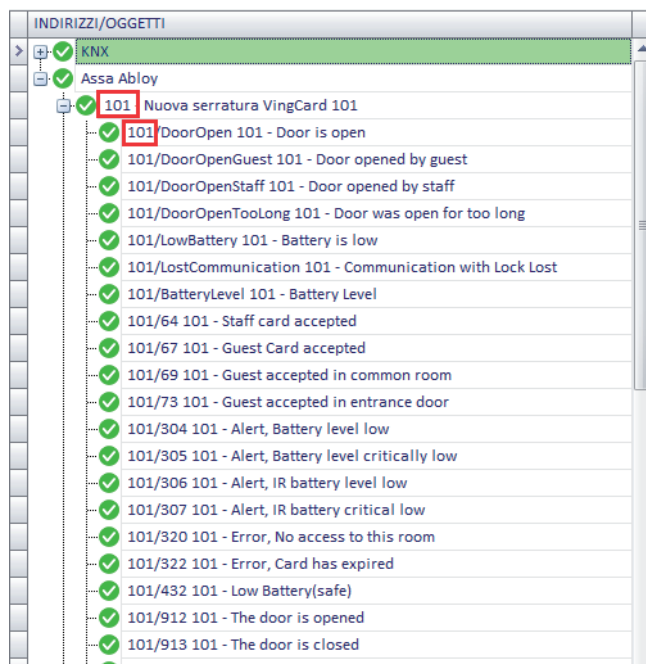 INDIRIZZI/OGGETTI
KNX
Assa Abloy
101 - Nuova serratura VingCard 101
101/DoorOpen 101 - Door is open
101/DoorOpenGuest 101 - Door opened by guest
101/DoorOpenStaff 101 - Door opened by staff
101/DoorOpenTooLong 101 - Door was open for too long
101/LowBattery 101 - Battery is low
101/LostCommunication 101 - Communication with Lock Lost
101/BatteryLevel 101 - Battery Level
101/64 101 - Staff card accepted
101/67 101 - Guest Card accepted
101/69 101 - Guest accepted in common room
101/73 101 - Guest accepted in entrance door
101/304 101 - Alert, Battery level low
101/305 101 - Alert, Battery level critically low
101/306 101 - Alert, IR battery level low
101/307 101 - Alert, IR battery critical low
101/320 101 - Error, No access to this room
101/322 101 - Error, Card has expired
101/432 101 - Low Battery(safe)
101/912 101 - The door is opened
101/913 101 - The door is closed